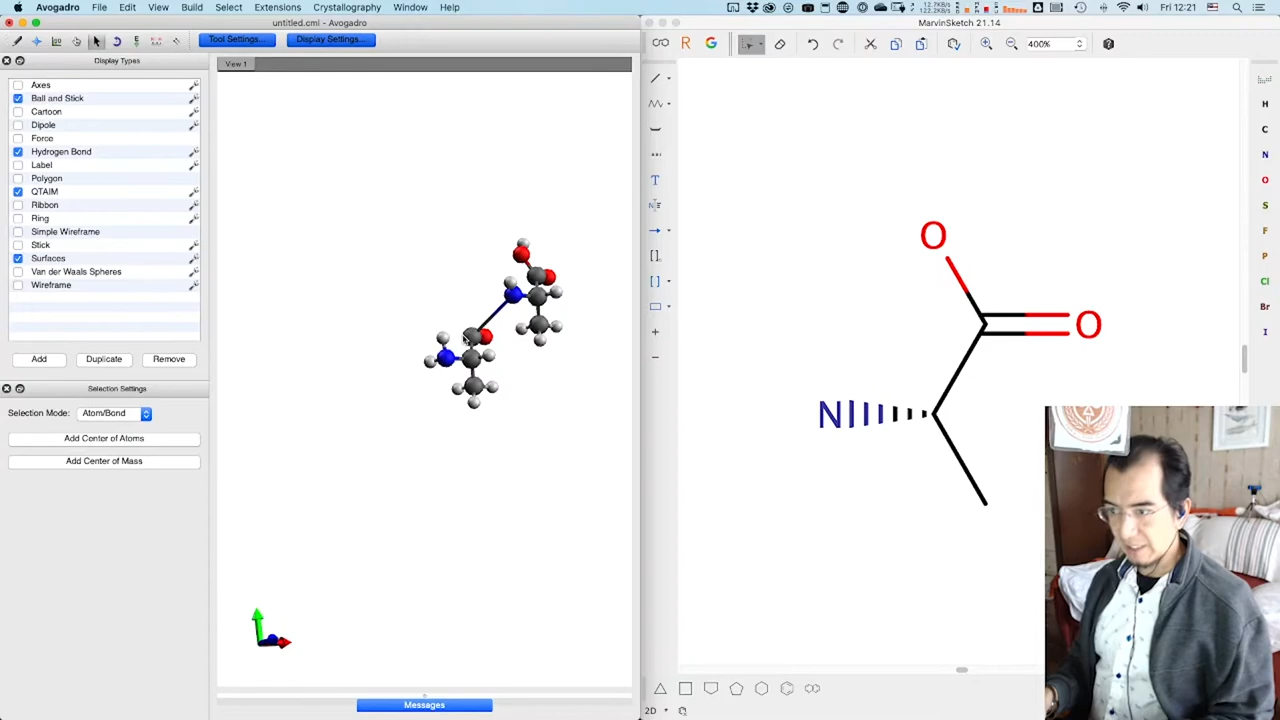 Avogadro File Edit View Build Select Extensions Crystallography Window Help
12.7KB/s
Fri 12:21
untitled.cml - Avogadro
MarvinSketch 21.14
Tool Settings...
Display Settings...
400%
Display Types
View 1
Axes
Ball and Stick
Cartoon
Dipole
Force
Hydrogen Bond
Label
Polygon
QTAIM
Ribbon
Ring
Simple Wireframe
Stick
Surfaces
Van der Waals Spheres
Wireframe
Add
Duplicate
Remove
Selection Settings
Selection Mode:
Atom/Bond
Add Center of Atoms
Add Center of Mass
Messages
R
G
T
[]
[ ]
H
C
N
O
S
F
P
Cl
Br
I
O
O
N
2D